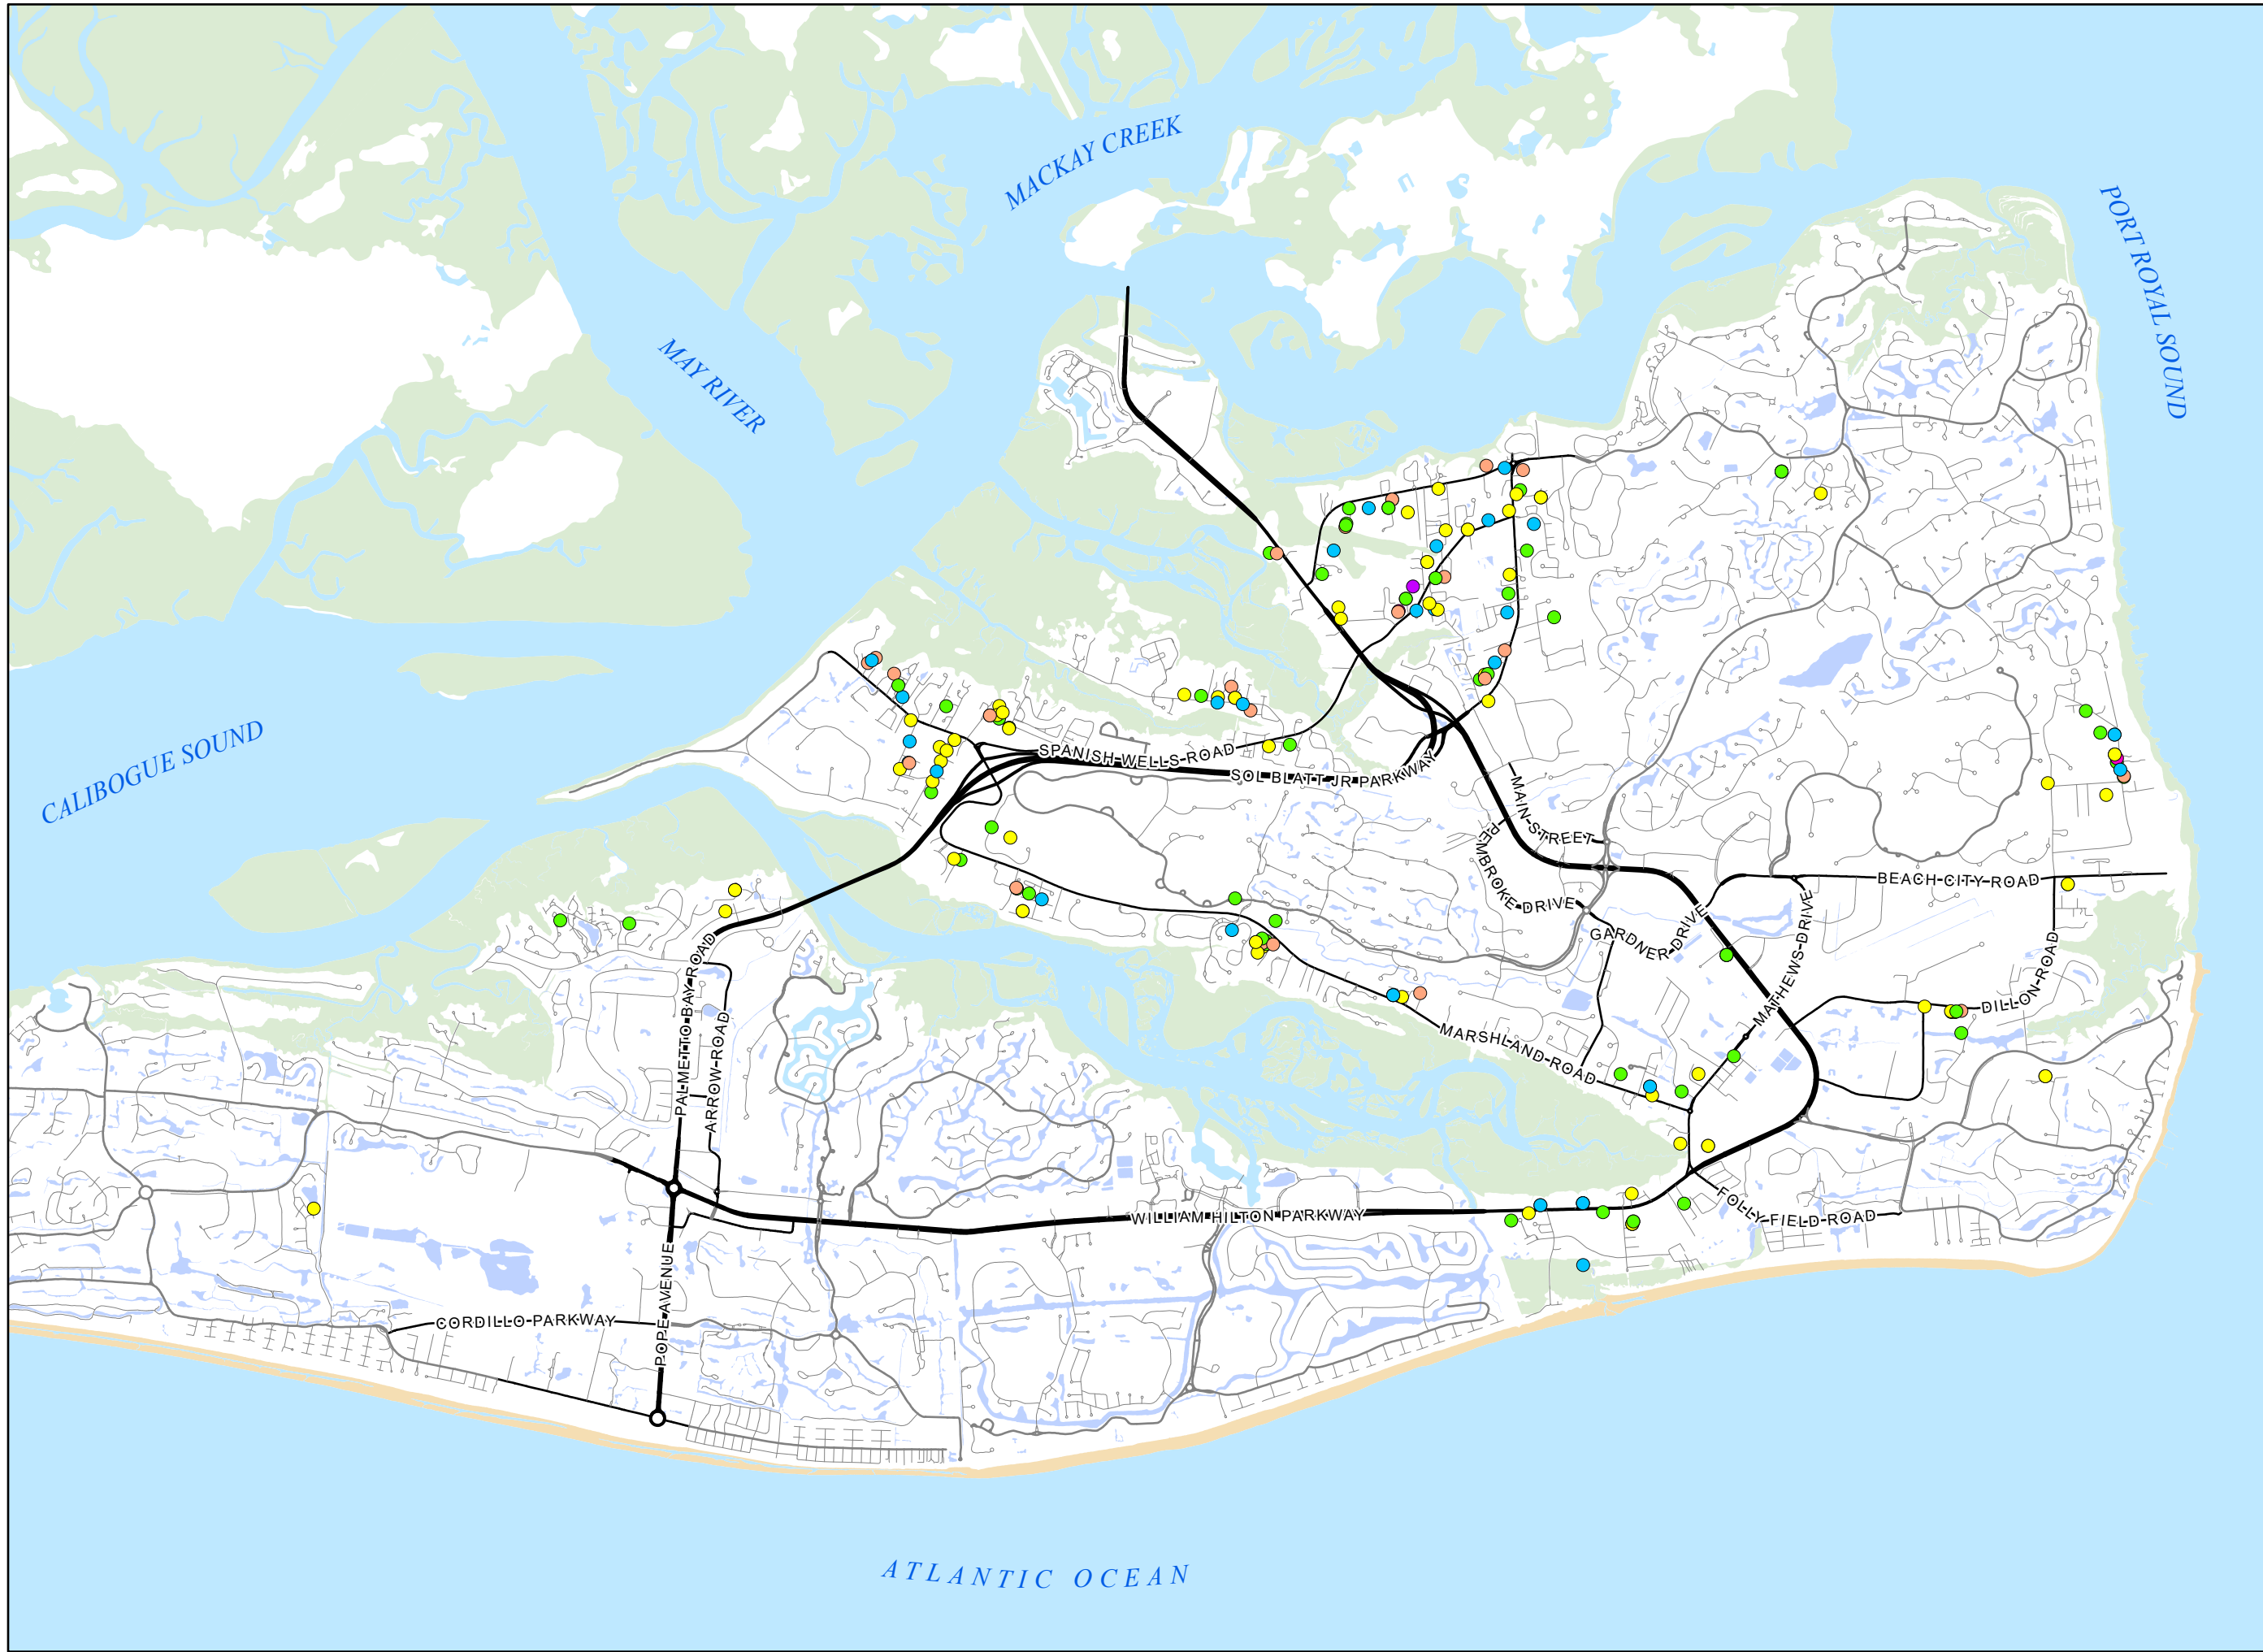 MACKAY CREEK
PORT ROYAL SOUND
MAY RIVER
CALIBOGUE SOUND
SPANISH WELLS ROAD
SOL BLATT JR PARKWAY
MAIN STREET
PEMBROKE DRIVE
BEACH CITY ROAD
GARDNER DRIVE
MATHEWS DRIVE
DILLON ROAD
PALMETTO BAY ROAD
ARROW ROAD
MARSHLAND ROAD
WILLIAM HILTON PARKWAY
FOLLY FIELD ROAD
POPE AVENUE
CORDILLO PARKWAY
ATLANTIC OCEAN